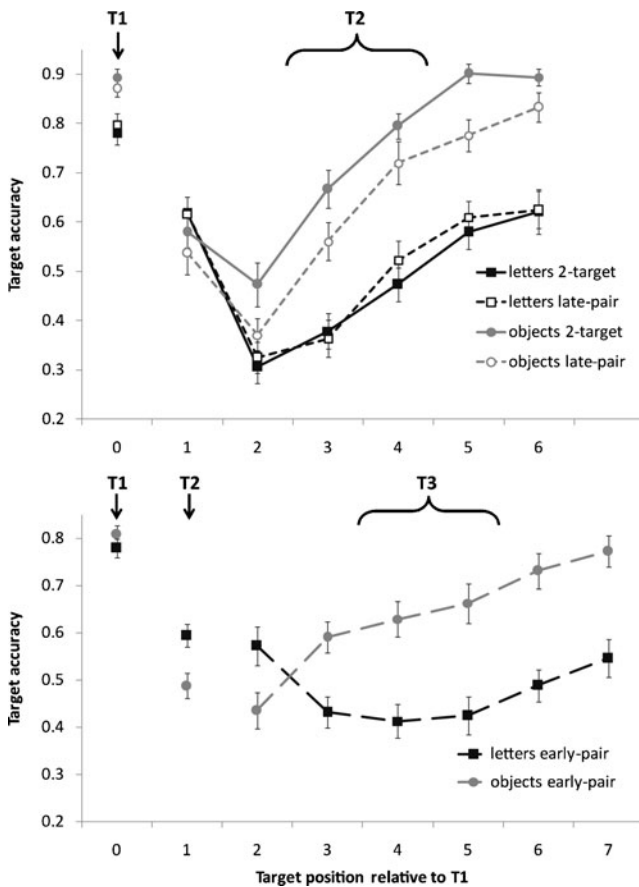 T1
T2
Target accuracy
0.9
0.8
0.7
0.6
0.5
0.4
0.3
0.2
letters 2-target
letters late-pair
objects 2-target
objects late-pair
0 1 2 3 4 5 6
T1
T2
T3
Target accuracy
0.8
0.7
0.6
0.5
0.4
0.3
0.2
letters early-pair
objects early-pair
0 1 2 3 4 5 6 7
Target position relative to T1